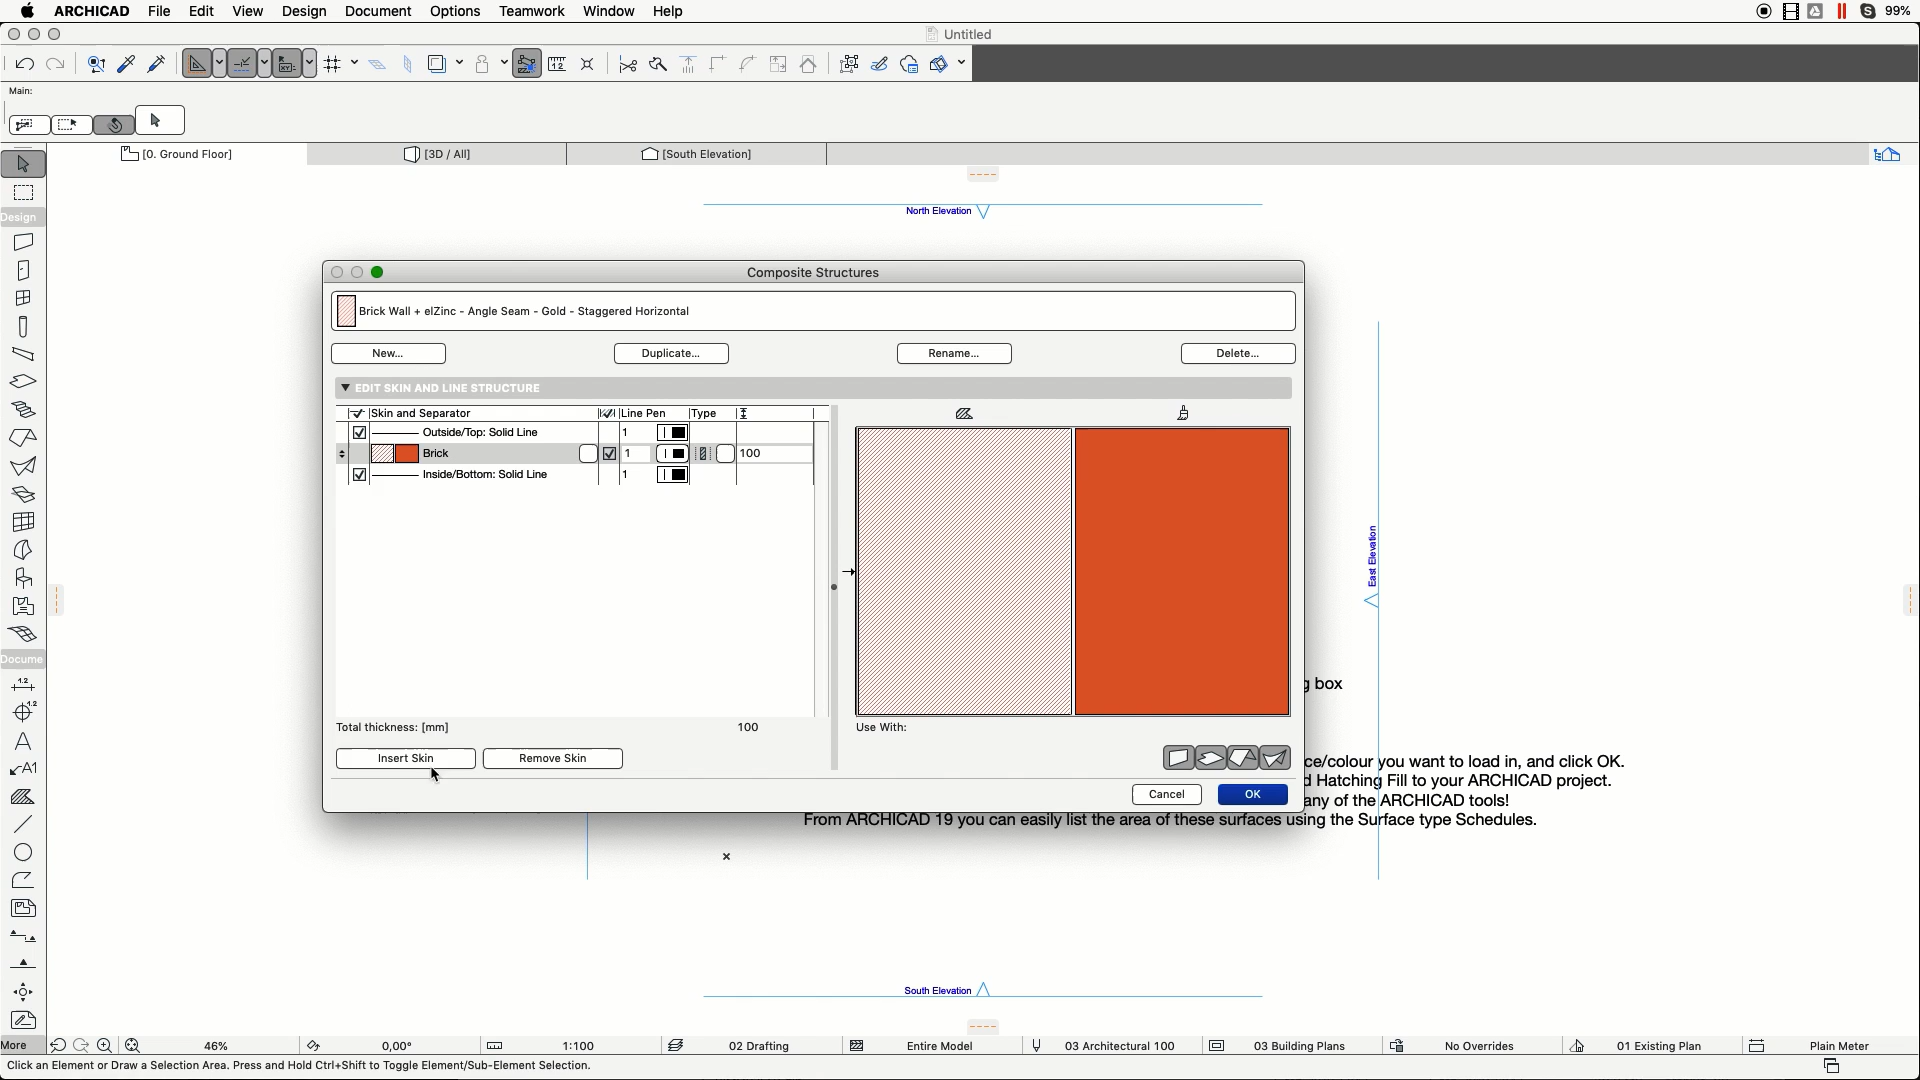 ARCHICAD File Edit View Design Document Options Teamwork Window Help 99%
Untitled
Main:
[0. Ground Floor] [3D / All] [South Elevation]
Design
North Elevation
Composite Structures
Brick Wall + elZinc - Angle Seam - Gold - Staggered Horizontal
New... Duplicate... Rename... Delete...
EDIT SKIN AND LINE STRUCTURE
Skin and Separator Line Pen Type
Outside/Top: Solid Line 1
Brick 1 100
Inside/Bottom: Solid Line 1
East Elevation
Docume
g box
Total thickness: [mm] 100
Use With:
Insert Skin Remove Skin
ce/colour you want to load in, and click OK.
d Hatching Fill to your ARCHICAD project.
Cancel OK
any of the ARCHICAD tools!
From ARCHICAD 19 you can easily list the area of these surfaces using the Surface type Schedules.
South Elevation
More 46% 0,00° 1:100 02 Drafting Entire Model 03 Architectural 100 03 Building Plans No Overrides 01 Existing Plan Plain Meter
Click an Element or Draw a Selection Area. Press and Hold Ctrl+Shift to Toggle Element/Sub-Element Selection.